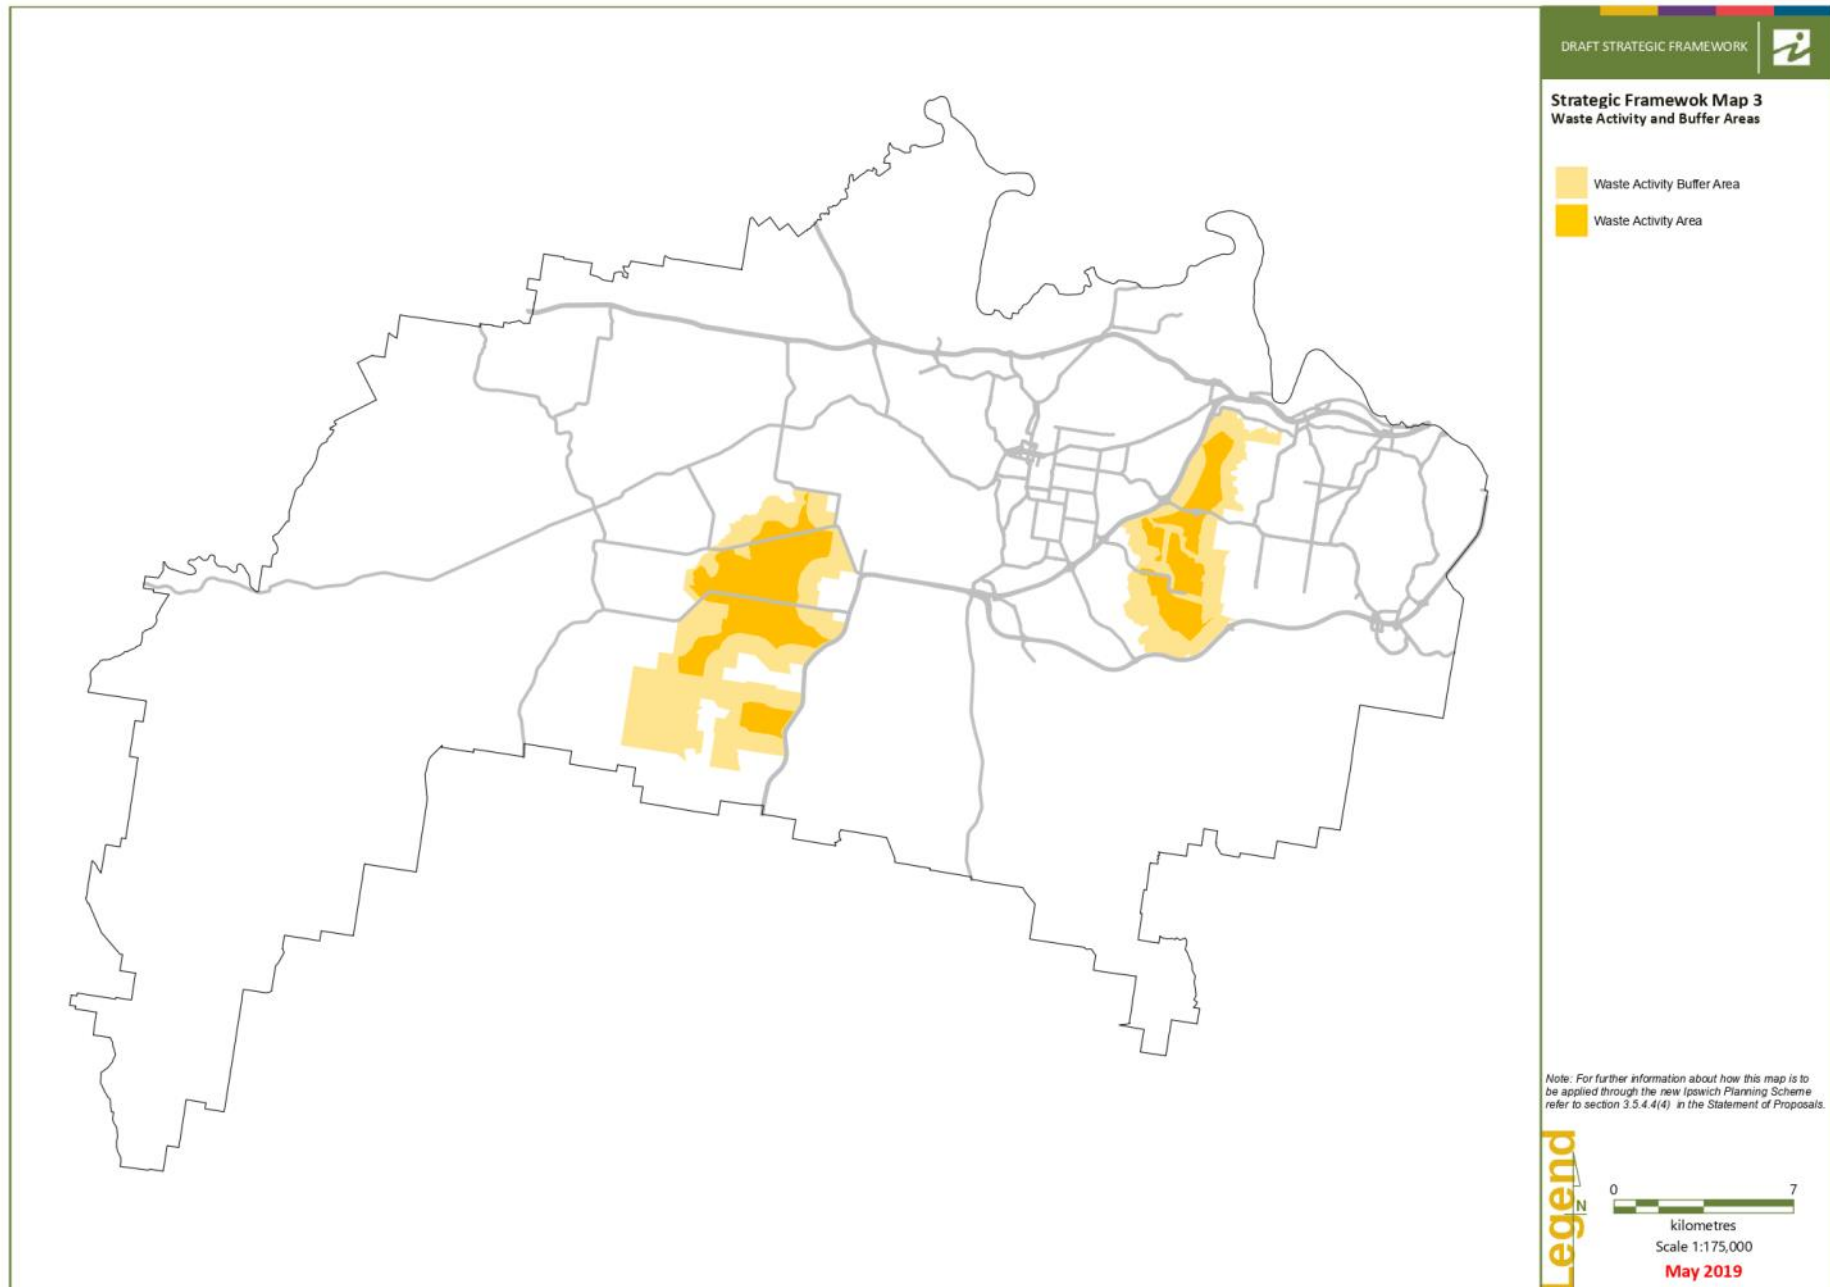 DRAFT STRATEGIC FRAMEWORK
Strategic Framewok Map 3
Waste Activity and Buffer Areas
Waste Activity Buffer Area
Waste Activity Area
Note: For further information about how this map is to
be applied through the new Ipswich Planning Scheme
refer to section 3.5.4.4(4) in the Statement of Proposals.
Legend
N
0 7
kilometres
Scale 1:175,000
May 2019